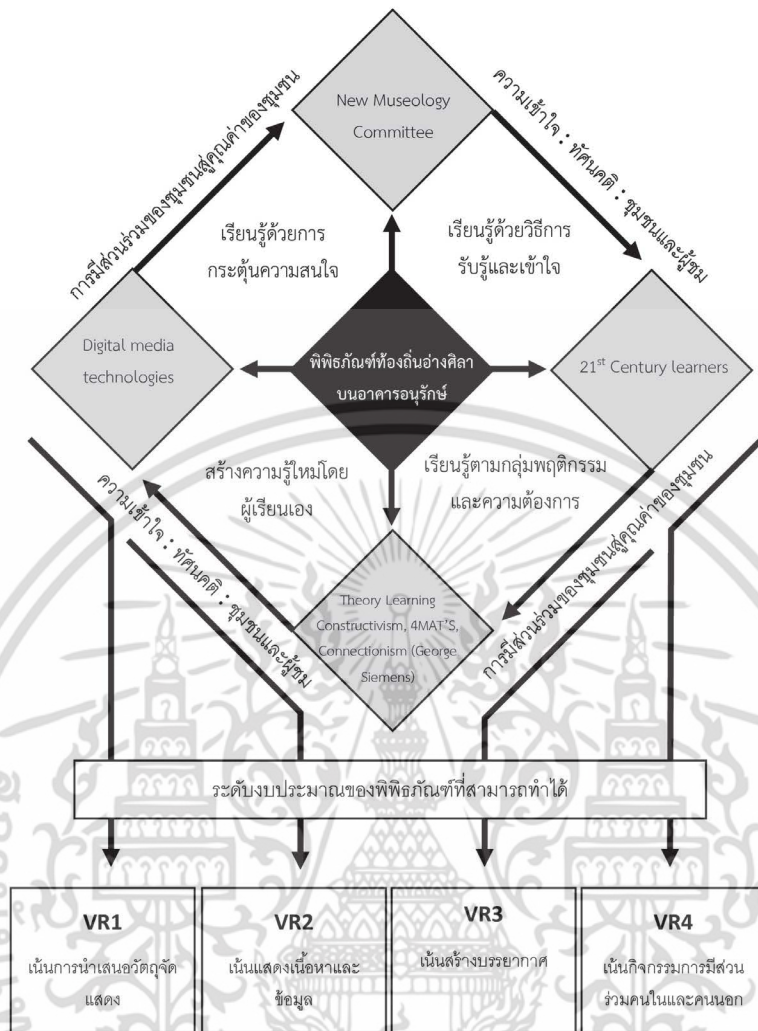 New Museology
Committee
การมีส่วนร่วมของชุมชนสู่คุณค่าของชุมชน
ความเข้าใจ : ทัศนคติ : ชุมชนและผู้ชม
เรียนรู้ด้วยการ
กระตุ้นความสนใจ
เรียนรู้ด้วยวิธีการ
รับรู้และเข้าใจ
Digital media
technologies
พิพิธภัณฑ์ท้องถิ่นอ่างศิลา
บนอาคารอนุรักษ์
21st Century learners
สร้างความรู้ใหม่โดย
ผู้เรียนเอง
เรียนรู้ตามกลุ่มพฤติกรรม
และความต้องการ
ความเข้าใจ : ทัศนคติ : ชุมชนและผู้ชม
การมีส่วนร่วมของชุมชนสู่คุณค่าของชุมชน
Theory Learning
Constructivism, 4MAT'S,
Connectionism (George
Siemens)
ระดับงบประมาณของพิพิธภัณฑ์ที่สามารถทำได้
VR1
เน้นการนำเสนอวัตถุจัด
แสดง
VR2
เน้นแสดงเนื้อหาและ
ข้อมูล
VR3
เน้นสร้างบรรยากาศ
VR4
เน้นกิจกรรมการมีส่วน
ร่วมคนในและคนนอก